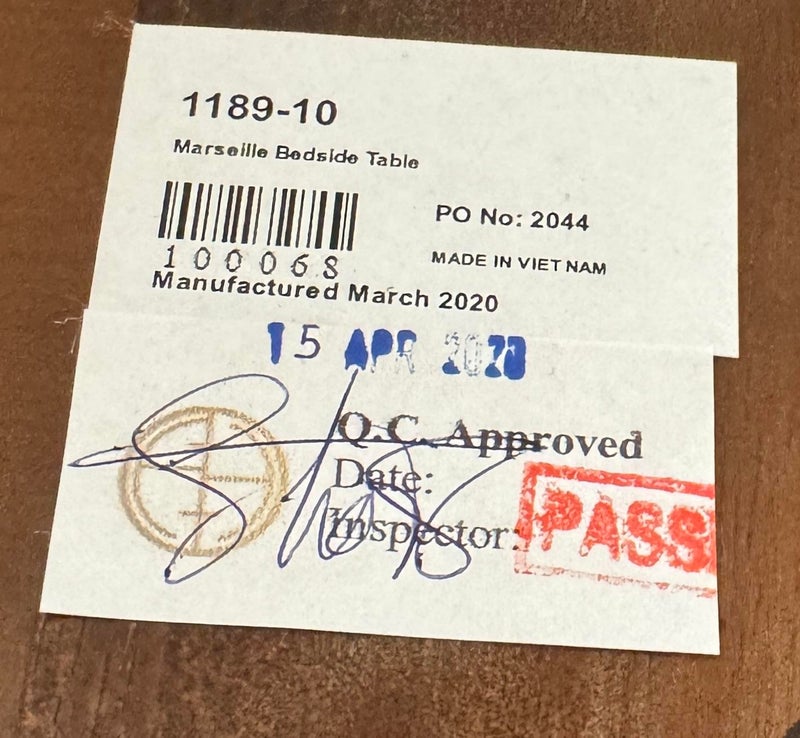 1189-10
Marseille Bedside Table
PO No: 2044
100068
MADE IN VIET NAM
Manufactured March 2020
15 APR 2020
Q.C. Approved
Date:
Inspector:
PASS